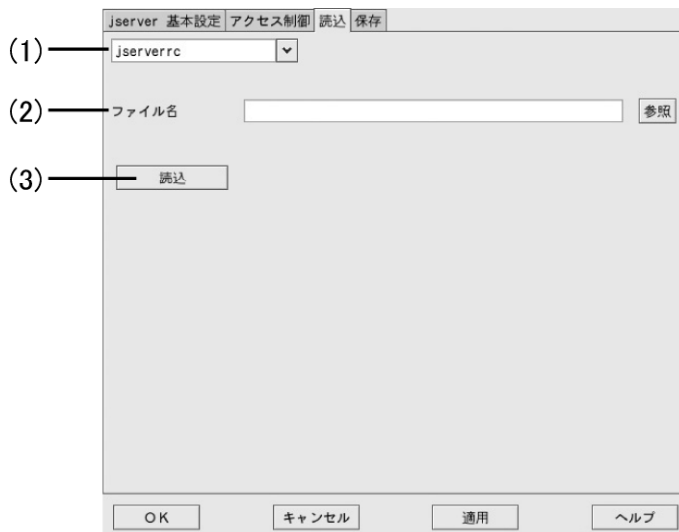 jserver 基本設定 アクセス制御 読込 保存
(1) jserverrc
(2) ファイル名 参照
(3) 読込
OK キャンセル 適用 ヘルプ